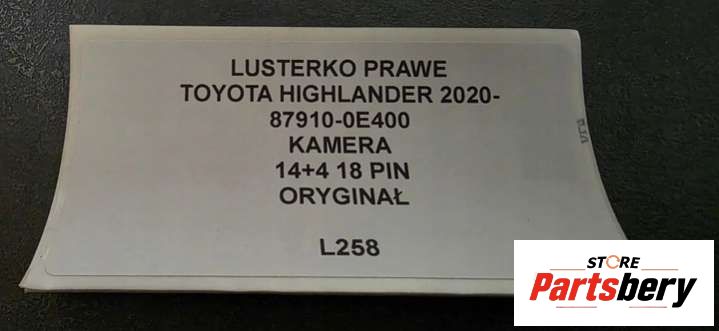 LUSTERKO PRAWE
TOYOTA HIGHLANDER 2020-
87910-0E400
KAMERA
14+4 18 PIN
ORYGINAŁ
L258
STORE
Partsbery